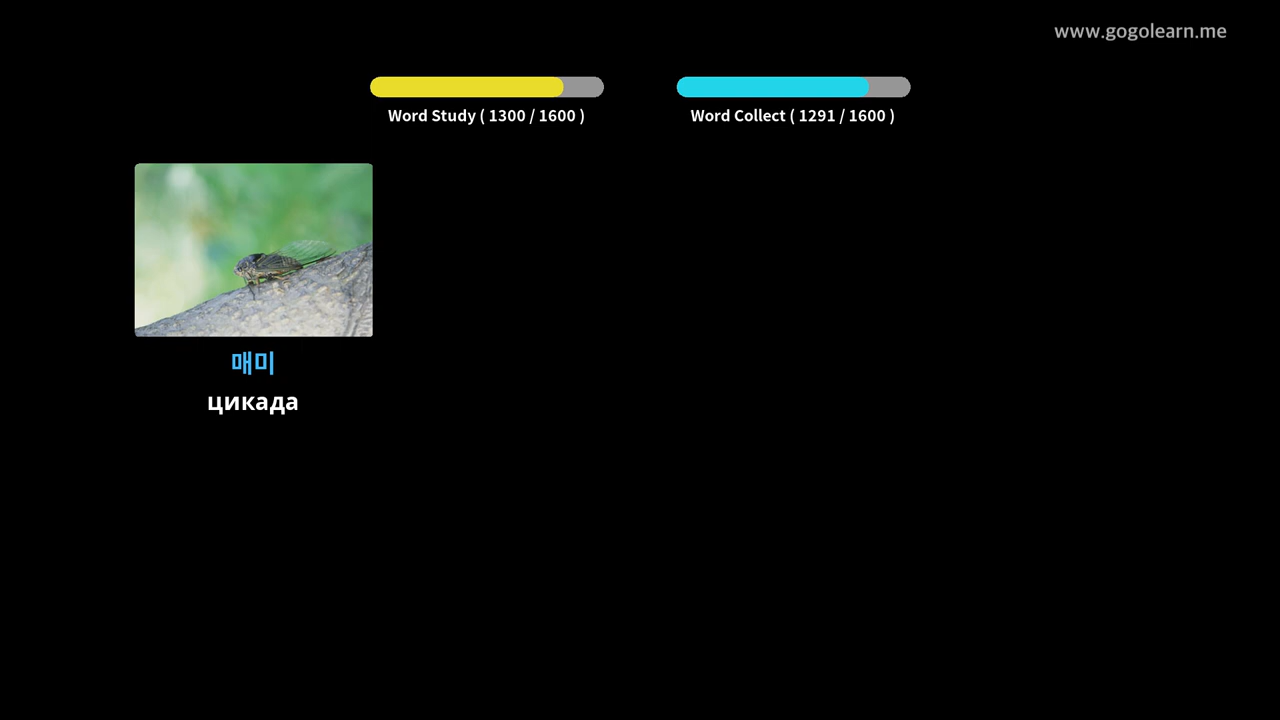 www.gogolearn.me
Word Study ( 1300 / 1600 )
Word Collect ( 1291 / 1600 )
매미
цикада